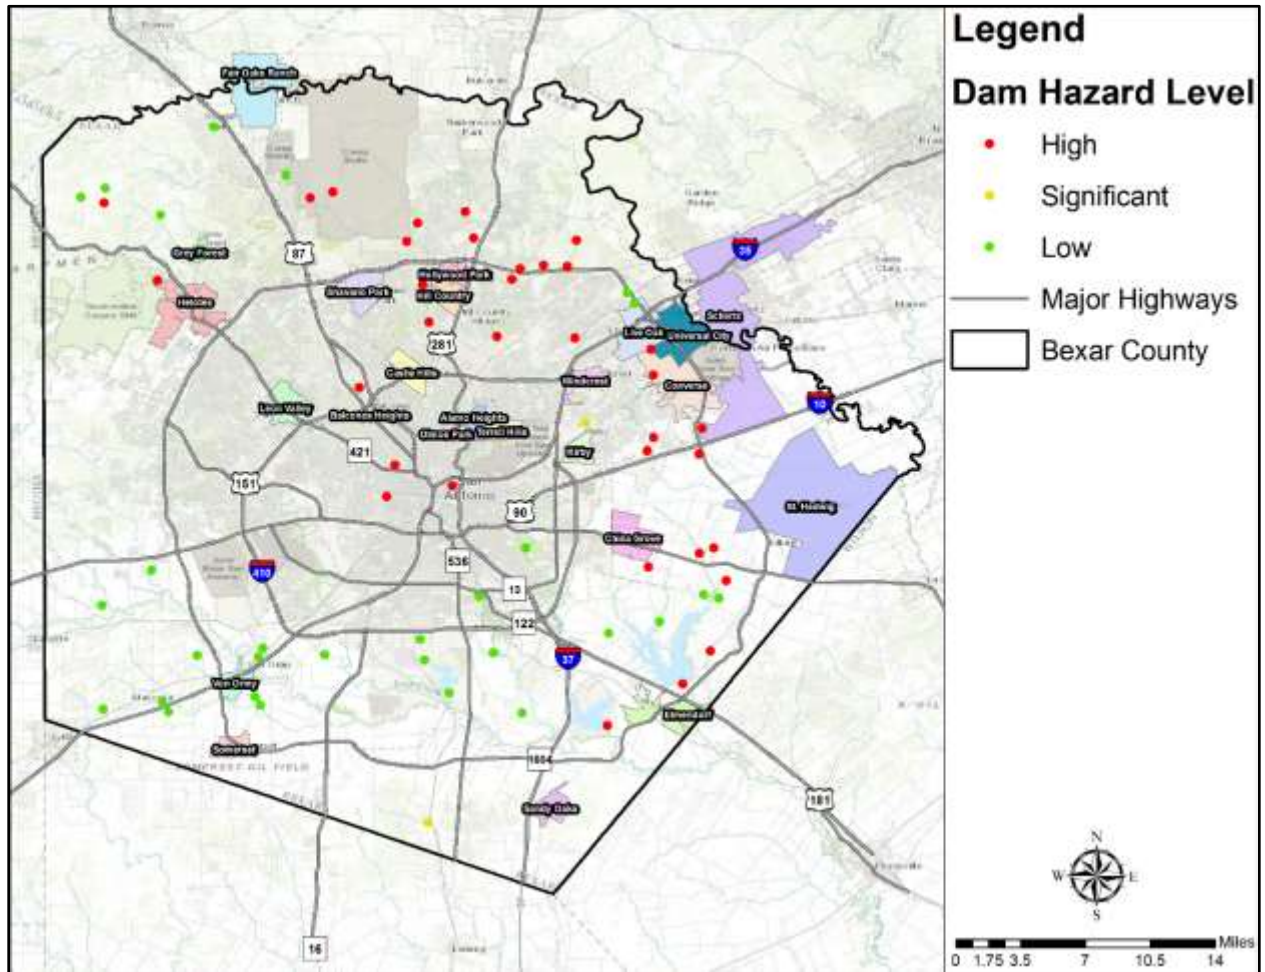 Legend
Dam Hazard Level
High
Significant
Low
Major Highways
Bexar County
Fair Oaks Ranch
87
Grey Forest
Helotes
Shavano Park
Hollywood Park
Hill Country
35
Schertz
Live Oak
Universal City
281
Castle Hills
Windcrest
Converse
10
Leon Valley
Balcones Heights
Alamo Heights
Olmos Park
Terrell Hills
Kirby
421
151
90
St. Hedwig
China Grove
410
536
13
122
37
Von Ormy
Elmendorf
Somerset
SOMERSET OIL FIELD
1604
Sandy Oaks
181
16
N
W
E
S
Miles
0 1.75 3.5 7 10.5 14